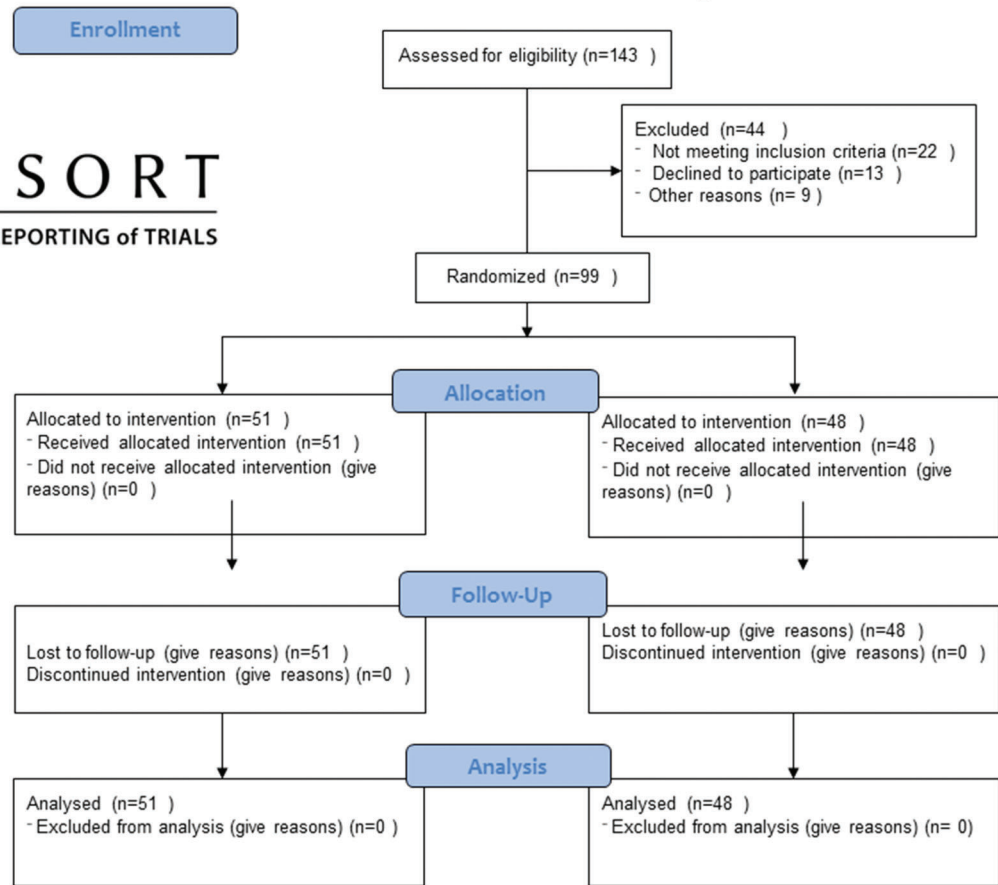 Enrollment
Assessed for eligibility (n=143 )
Excluded (n=44 )
- Not meeting inclusion criteria (n=22 )
- Declined to participate (n=13 )
- Other reasons (n= 9 )
SORT
EPORTING of TRIALS
Randomized (n=99 )
Allocation
Allocated to intervention (n=51 )
- Received allocated intervention (n=51 )
- Did not receive allocated intervention (give
reasons) (n=0 )
Allocated to intervention (n=48 )
- Received allocated intervention (n=48 )
- Did not receive allocated intervention (give
reasons) (n=0 )
Follow-Up
Lost to follow-up (give reasons) (n=51 )
Discontinued intervention (give reasons) (n=0 )
Lost to follow-up (give reasons) (n=48 )
Discontinued intervention (give reasons) (n=0 )
Analysis
Analysed (n=51 )
- Excluded from analysis (give reasons) (n=0 )
Analysed (n=48 )
- Excluded from analysis (give reasons) (n= 0)